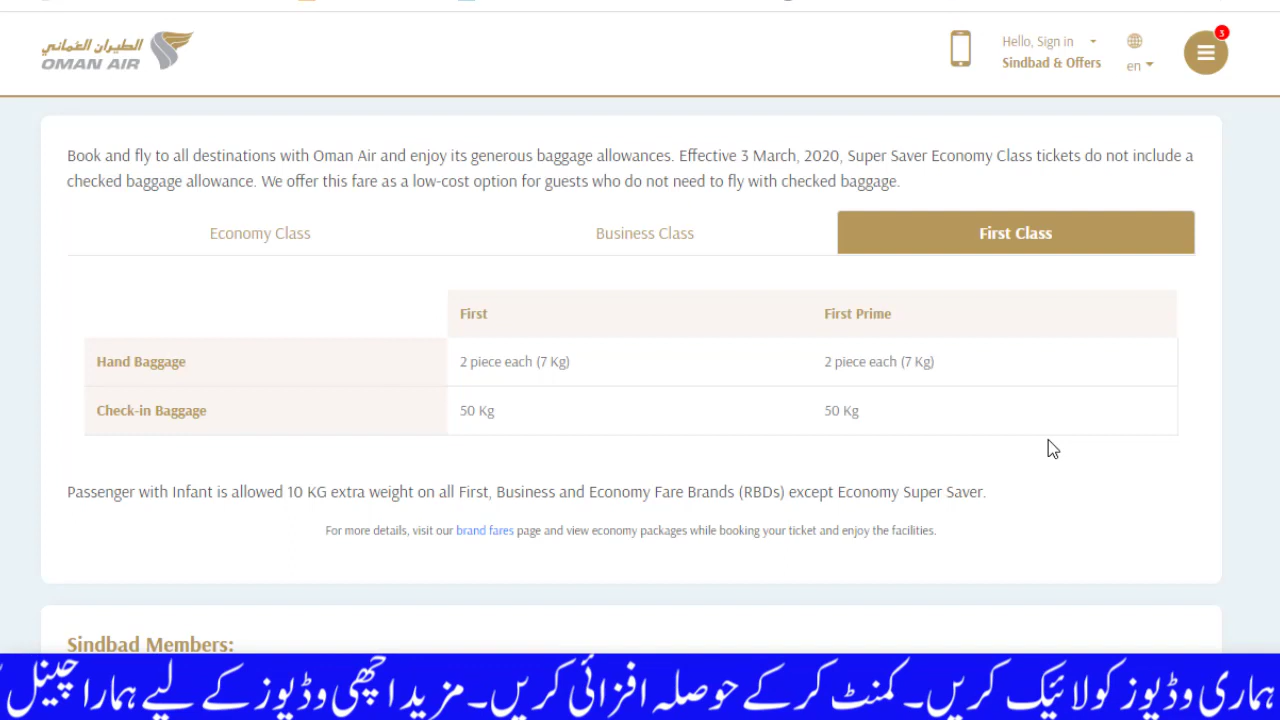 الطيران العُماني
OMAN AIR
Hello, Sign in
Sindbad & Offers
en
3
Book and fly to all destinations with Oman Air and enjoy its generous baggage allowances. Effective 3 March, 2020, Super Saver Economy Class tickets do not include a
checked baggage allowance. We offer this fare as a low-cost option for guests who do not need to fly with checked baggage.
Economy Class Business Class First Class
First First Prime
Hand Baggage 2 piece each (7 Kg) 2 piece each (7 Kg)
Check-in Baggage 50 Kg 50 Kg
Passenger with Infant is allowed 10 KG extra weight on all First, Business and Economy Fare Brands (RBDs) except Economy Super Saver.
For more details, visit our brand fares page and view economy packages while booking your ticket and enjoy the facilities.
Sindbad Members:
ہماری وڈیوز کو لائیک کریں۔ کمنٹ کر کے حوصلہ افزائی کریں۔ مزید اچھی وڈیوز کے لیے ہمارا چینل